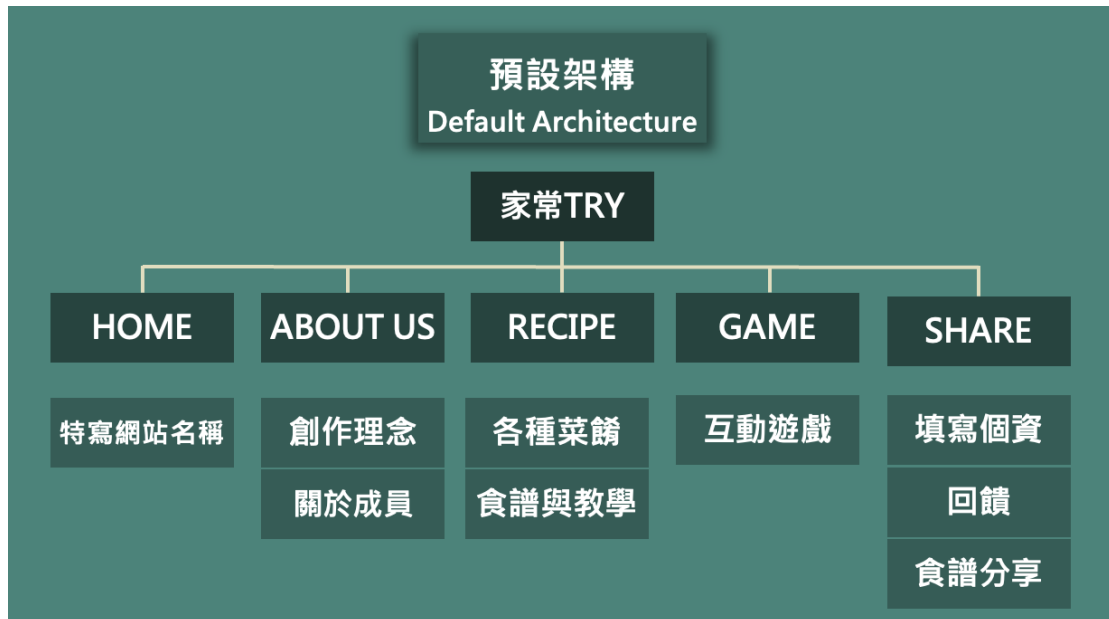 預設架構
Default Architecture
家常TRY
HOME
ABOUT US
RECIPE
GAME
SHARE
特寫網站名稱
創作理念
關於成員
各種菜餚
食譜與教學
互動遊戲
填寫個資
回饋
食譜分享